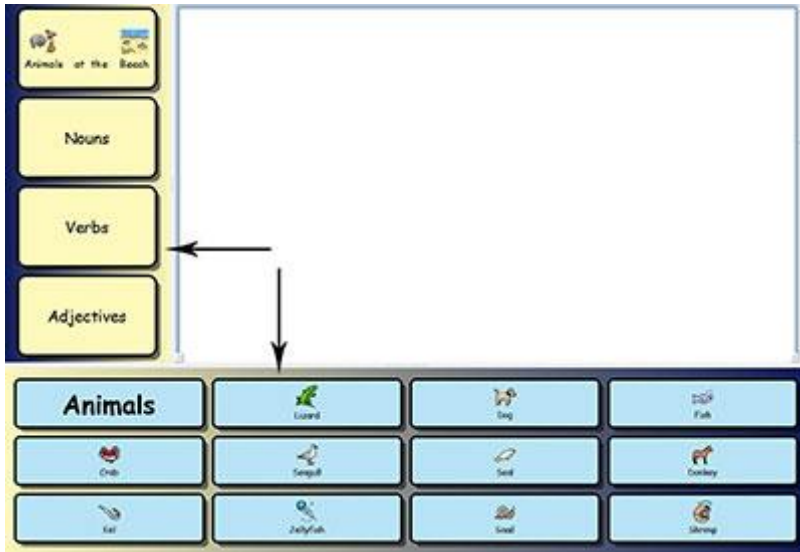 Animals at the Beach
Nouns
Verbs
Adjectives
Animals Lizard Dog Fish
Crab Seagull Seal Donkey
Eel Jellyfish Snail Shrimp